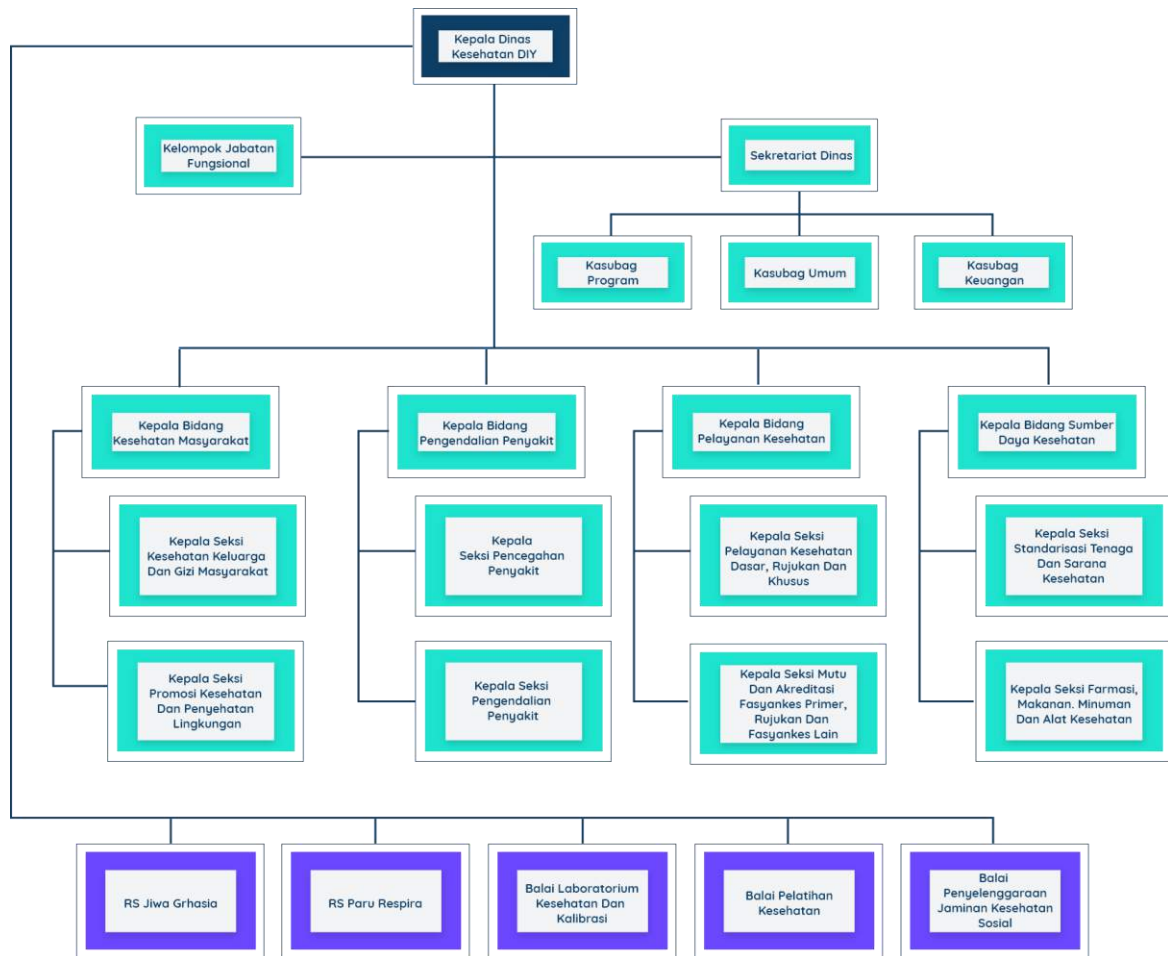 Kepala Dinas
Kesehatan DIY
Kelompok Jabatan
Fungsional
Sekretariat Dinas
Kasubag
Program
Kasubag Umum
Kasubag
Keuangan
Kepala Bidang
Kesehatan Masyarakat
Kepala Bidang
Pengendalian Penyakit
Kepala Bidang
Pelayanan Kesehatan
Kepala Bidang Sumber
Daya Kesehatan
Kepala Seksi
Kesehatan Keluarga
Dan Gizi Masyarakat
Kepala
Seksi Pencegahan
Penyakit
Kepala Seksi
Pelayanan Kesehatan
Dasar, Rujukan Dan
Khusus
Kepala Seksi
Standarisasi Tenaga
Dan Sarana
Kesehatan
Kepala Seksi
Promosi Kesehatan
Dan Penyehatan
Lingkungan
Kepala Seksi
Pengendalian
Penyakit
Kepala Seksi Mutu
Dan Akreditasi
Fasyankes Primer,
Rujukan Dan
Fasyankes Lain
Kepala Seksi Farmasi,
Makanan. Minuman
Dan Alat Kesehatan
RS Jiwa Grhasia
RS Paru Respira
Balai Laboratorium
Kesehatan Dan
Kalibrasi
Balai Pelatihan
Kesehatan
Balai
Penyelenggaraan
Jaminan Kesehatan
Sosial